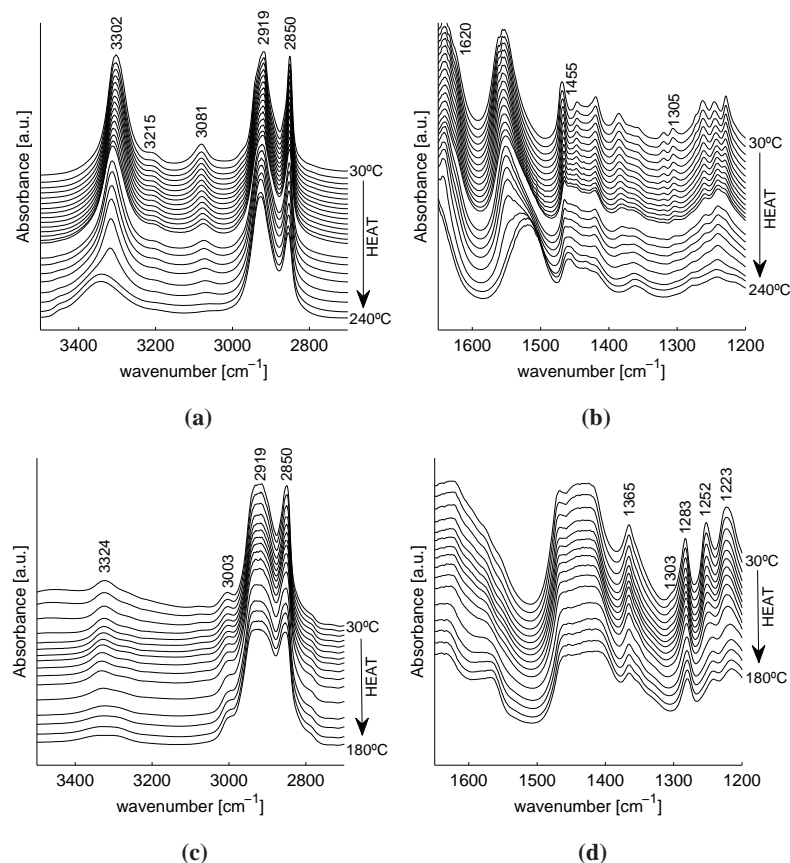 3302
3215
3081
2919
2850
Absorbance [a.u.]
30ºC
HEAT
240ºC
3400 3200 3000 2800
wavenumber [cm⁻¹]
(a)
1620
1455
1305
Absorbance [a.u.]
30ºC
HEAT
240ºC
1600 1500 1400 1300 1200
wavenumber [cm⁻¹]
(b)
3324
3003
2919
2850
Absorbance [a.u.]
30ºC
HEAT
180ºC
3400 3200 3000 2800
wavenumber [cm⁻¹]
(c)
1365
1303
1283
1252
1223
Absorbance [a.u.]
30ºC
HEAT
180ºC
1600 1500 1400 1300 1200
wavenumber [cm⁻¹]
(d)